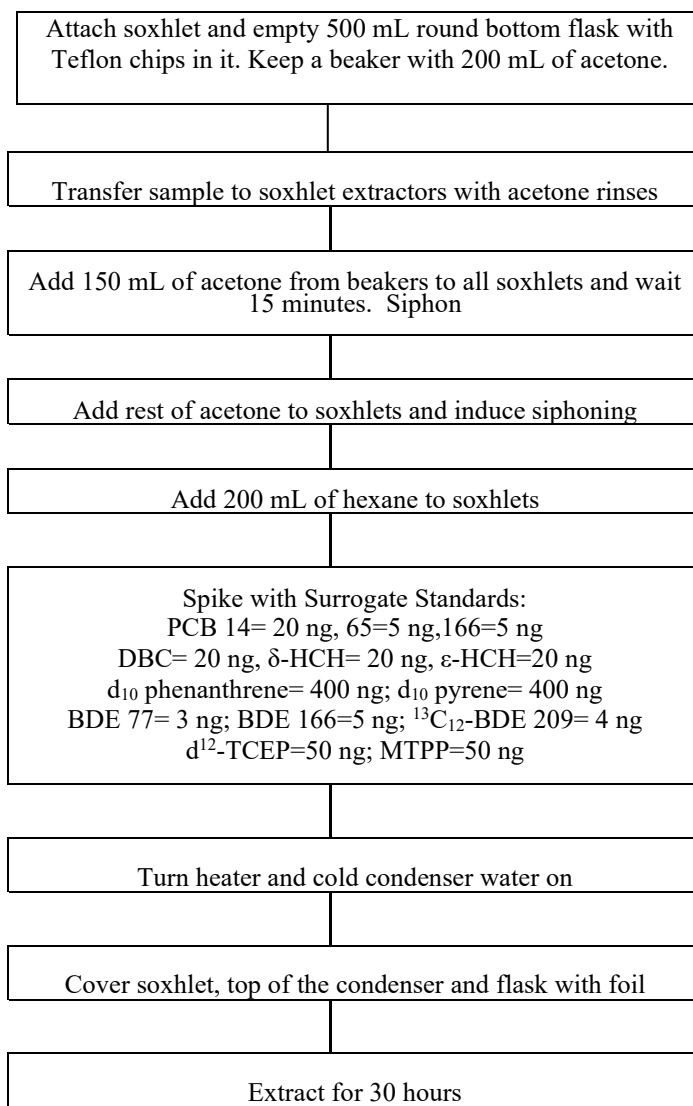 Attach soxhlet and empty 500 mL round bottom flask with
Teflon chips in it. Keep a beaker with 200 mL of acetone.
Transfer sample to soxhlet extractors with acetone rinses
Add 150 mL of acetone from beakers to all soxhlets and wait
15 minutes.  Siphon
Add rest of acetone to soxhlets and induce siphoning
Add 200 mL of hexane to soxhlets
Spike with Surrogate Standards:
PCB 14= 20 ng, 65=5 ng,166=5 ng
DBC= 20 ng, δ-HCH= 20 ng, ε-HCH=20 ng
d₁₀ phenanthrene= 400 ng; d₁₀ pyrene= 400 ng
BDE 77= 3 ng; BDE 166=5 ng; ¹³C₁₂-BDE 209= 4 ng
d¹²-TCEP=50 ng; MTPP=50 ng
Turn heater and cold condenser water on
Cover soxhlet, top of the condenser and flask with foil
Extract for 30 hours